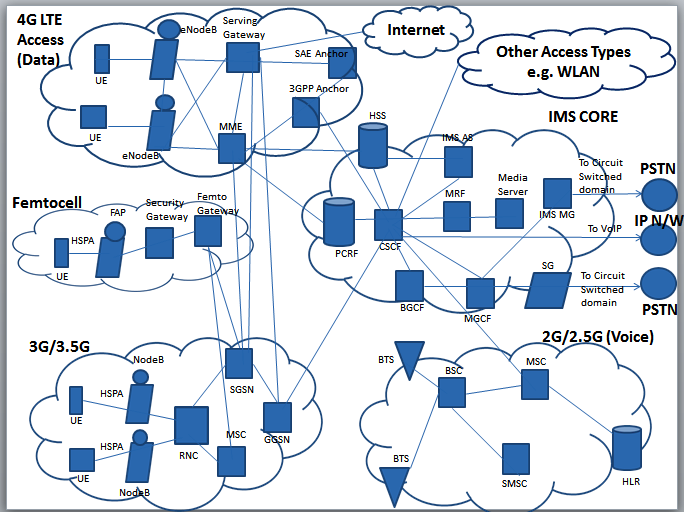 4G LTE
Access
(Data)
eNodeB
Serving
Gateway
Internet
Other Access Types
e.g. WLAN
SAE Anchor
3GPP Anchor
UE
UE
eNodeB
MME
HSS
IMS CORE
IMS AS
Media
Server
MRF
IMS MG
To Circuit
Switched
domain
PSTN
IP N/W
To VoIP
PCRF
CSCF
SG
To Circuit
Switched
domain
PSTN
BGCF
MGCF
Femtocell
FAP
Security
Gateway
Femto
Gateway
HSPA
UE
3G/3.5G
NodeB
HSPA
UE
HSPA
UE
NodeB
RNC
MSC
SGSN
GGSN
2G/2.5G (Voice)
BTS
BSC
MSC
BTS
SMSC
HLR